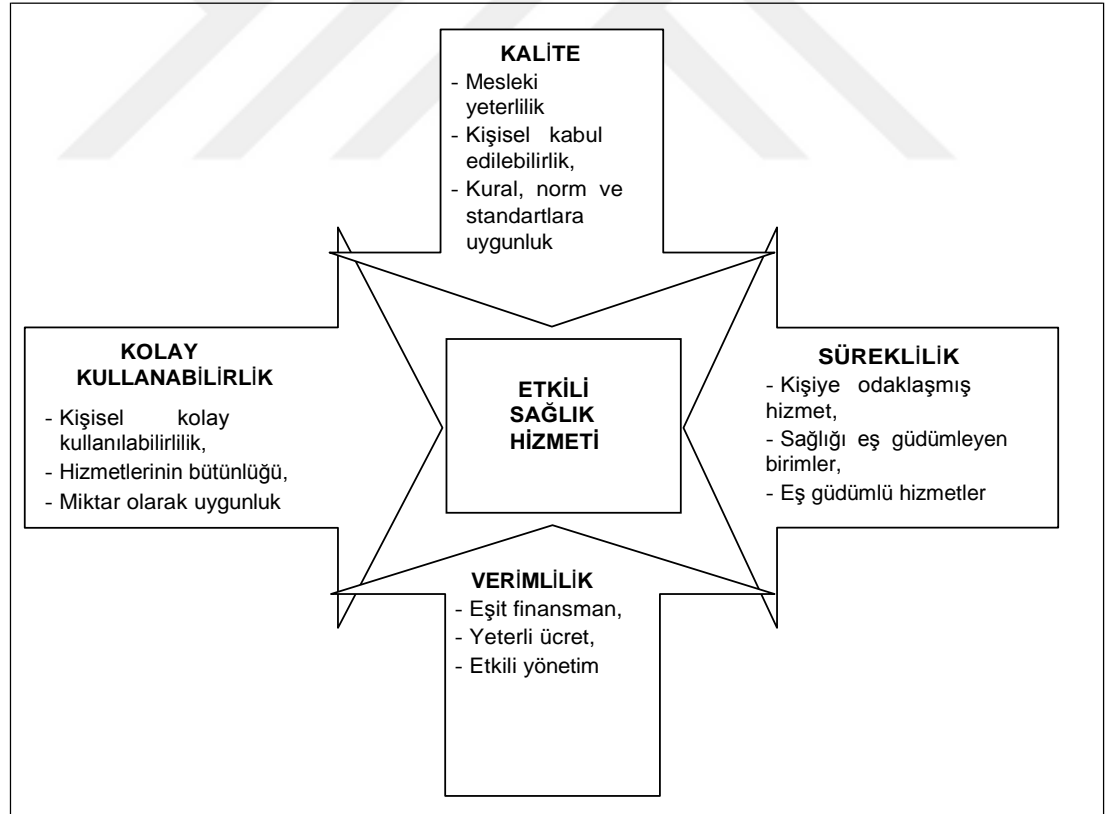 KALİTE
- Mesleki
yeterlilik
- Kişisel kabul
edilebilirlik,
- Kural, norm ve
standartlara
uygunluk
KOLAY
KULLANABİLİRLİK
- Kişisel kolay
kullanılabilirlilik,
- Hizmetlerinin bütünlüğü,
- Miktar olarak uygunluk
ETKİLİ
SAĞLIK
HİZMETİ
SÜREKLİLİK
- Kişiye odaklaşmış
hizmet,
- Sağlığı eş güdümleyen
birimler,
- Eş güdümlü hizmetler
VERİMLİLİK
- Eşit finansman,
- Yeterli ücret,
- Etkili yönetim